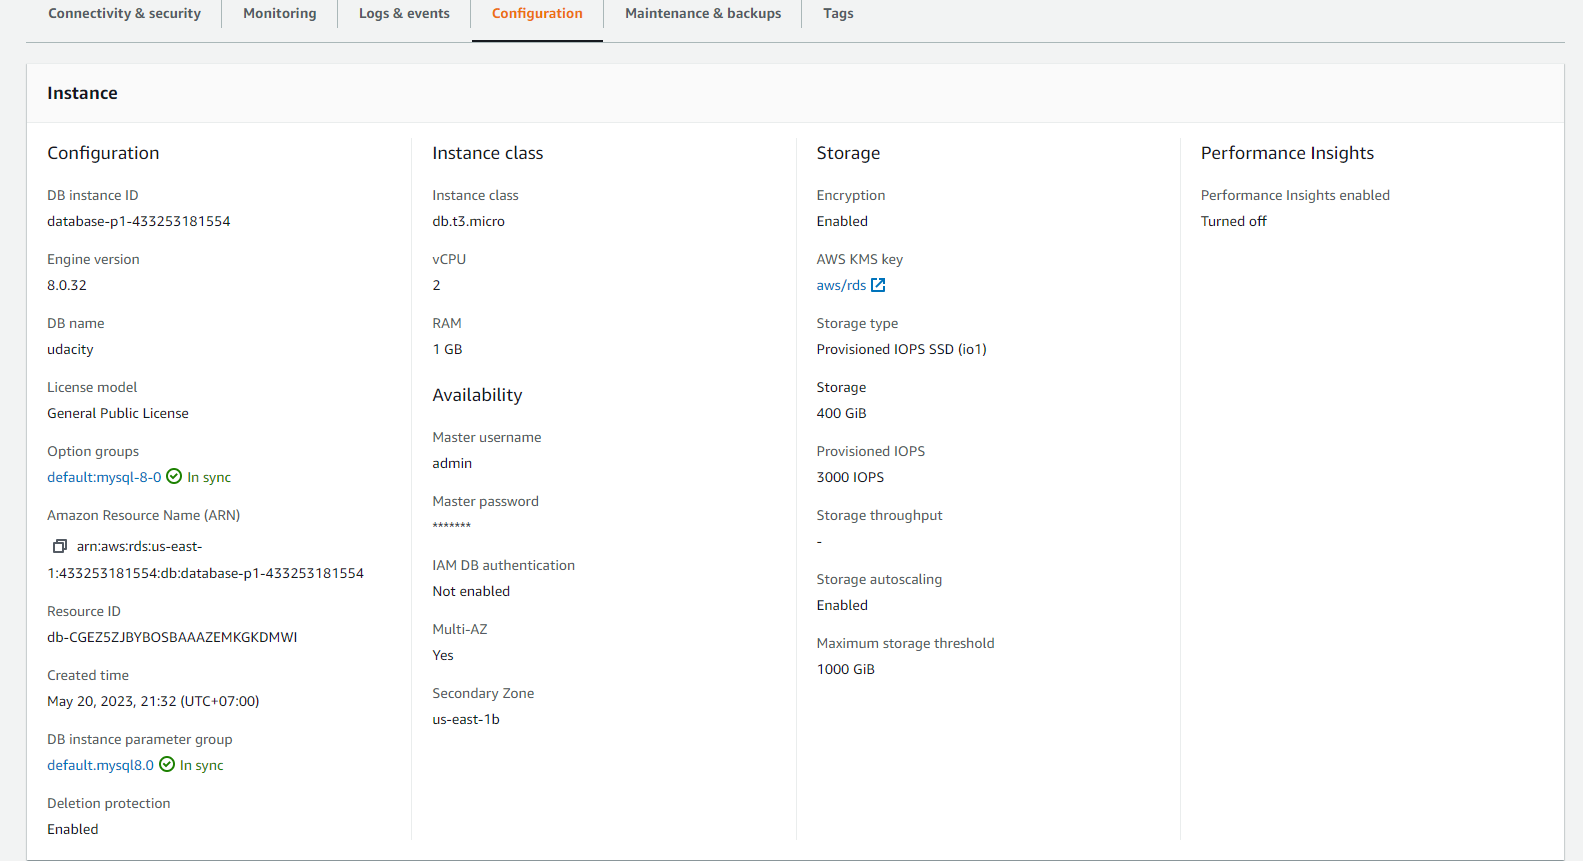 Connectivity & security
Monitoring
Logs & events
Configuration
Maintenance & backups
Tags
Instance
Configuration
DB instance ID
database-p1-433253181554
Engine version
8.0.32
DB name
udacity
License model
General Public License
Option groups
default:mysql-8-0 In sync
Amazon Resource Name (ARN)
arn:aws:rds:us-east-
1:433253181554:db:database-p1-433253181554
Resource ID
db-CGEZ5ZJBYBOSBAAAZEMKGKDMWI
Created time
May 20, 2023, 21:32 (UTC+07:00)
DB instance parameter group
default.mysql8.0 In sync
Deletion protection
Enabled
Instance class
Instance class
db.t3.micro
vCPU
2
RAM
1 GB
Availability
Master username
admin
Master password
*******
IAM DB authentication
Not enabled
Multi-AZ
Yes
Secondary Zone
us-east-1b
Storage
Encryption
Enabled
AWS KMS key
aws/rds
Storage type
Provisioned IOPS SSD (io1)
Storage
400 GiB
Provisioned IOPS
3000 IOPS
Storage throughput
-
Storage autoscaling
Enabled
Maximum storage threshold
1000 GiB
Performance Insights
Performance Insights enabled
Turned off